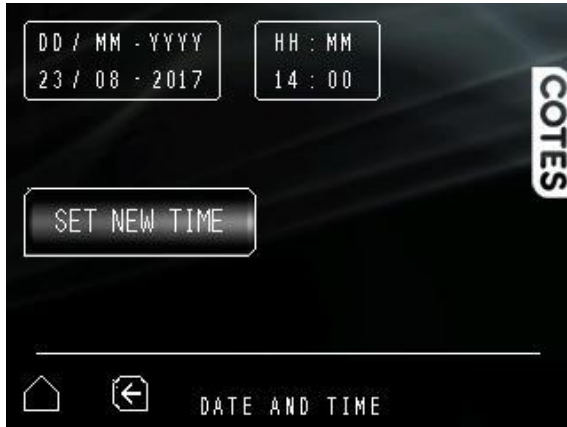 DD / MM - YYYY
23 / 08 - 2017
HH : MM
14 : 00
COTES
SET NEW TIME
DATE AND TIME